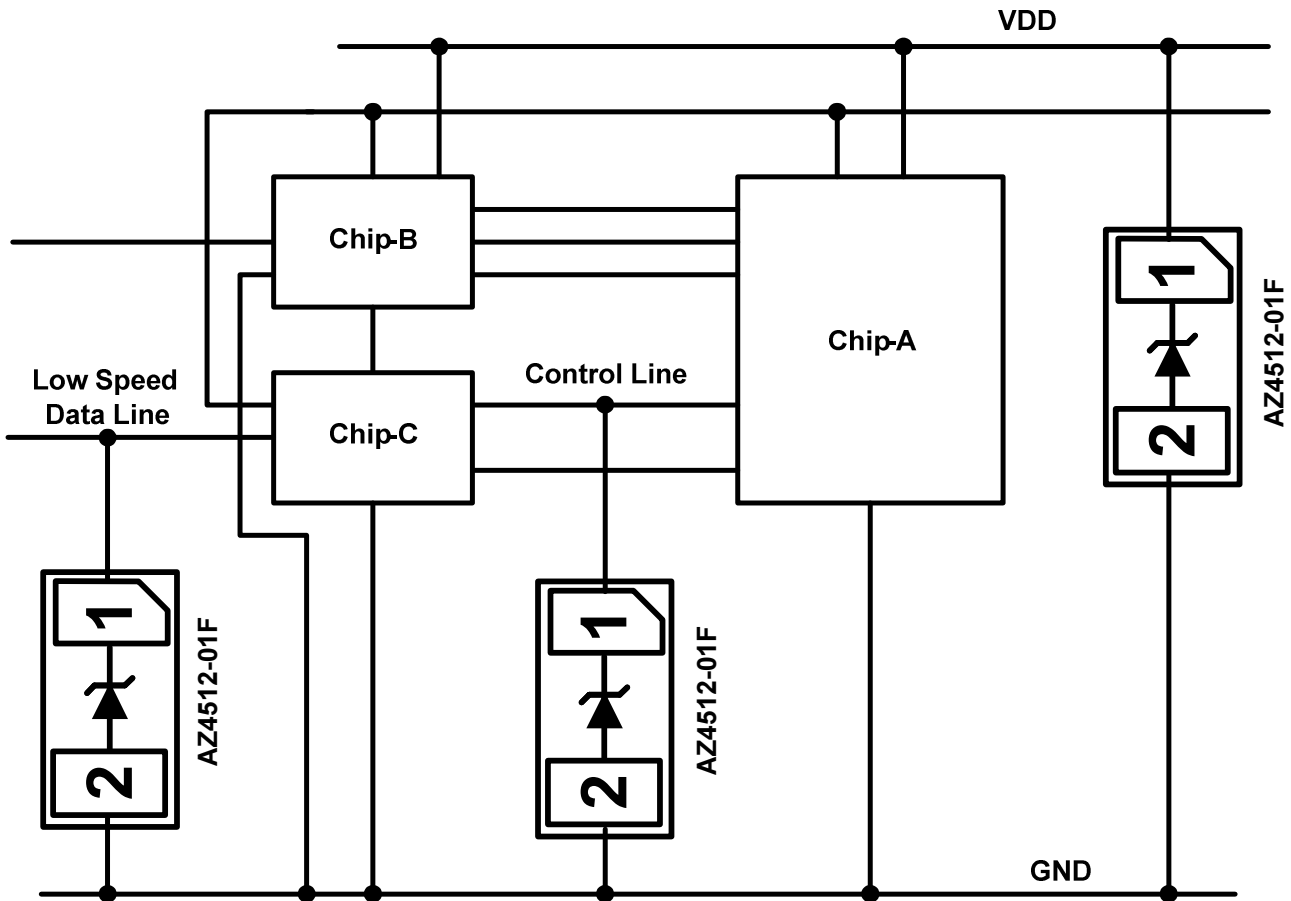 VDD
Chip-B
1
Chip-A
AZ4512-01F
Low Speed
Data Line
Control Line
2
Chip-C
1
AZ4512-01F
1
AZ4512-01F
2
2
GND